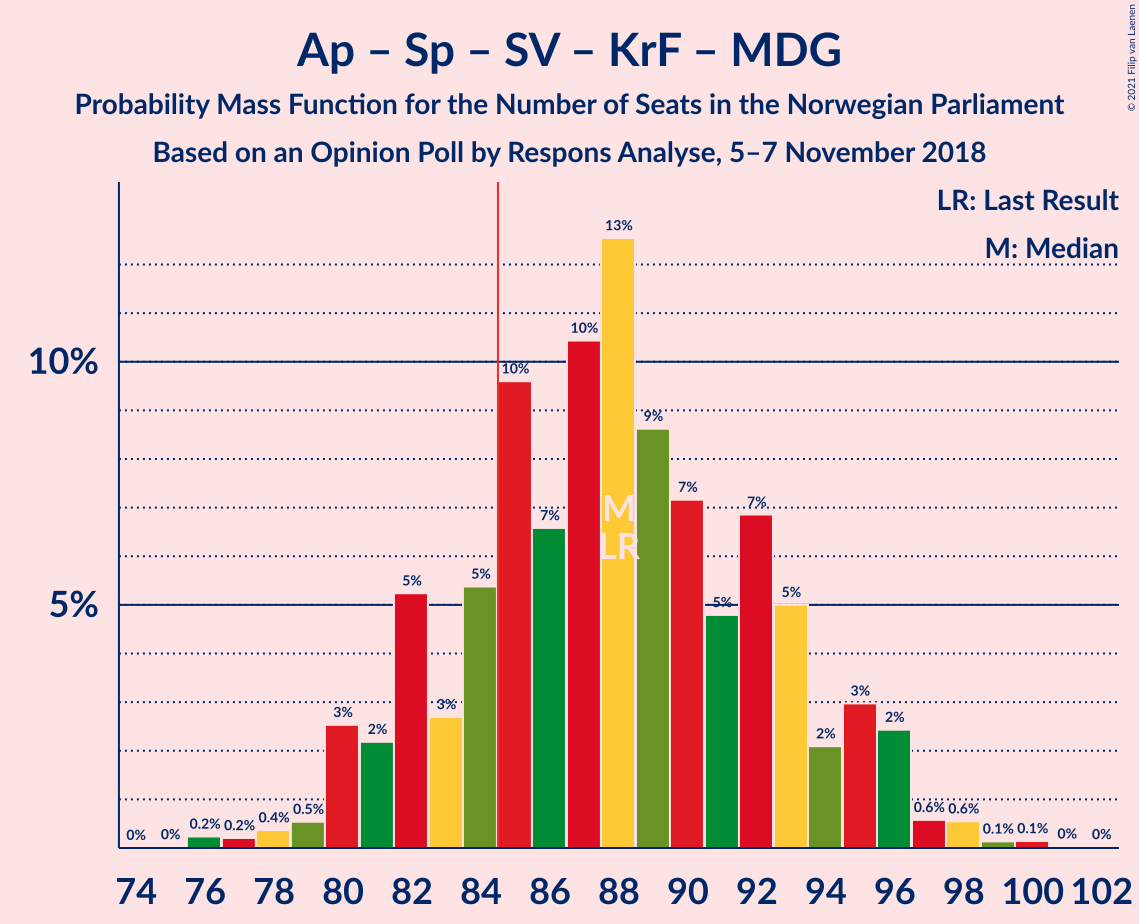 Ap – Sp – SV – KrF – MDG
Probability Mass Function for the Number of Seats in the Norwegian Parliament
Based on an Opinion Poll by Respons Analyse, 5–7 November 2018
© 2021 Filip van Laenen
LR: Last Result
M: Median
10%
5%
0% 0% 0.2% 0.2% 0.4% 0.5% 3% 2% 5% 3% 5% 10% 7% 10% 13% 9% 7% 5% 7% 5% 2% 3% 2% 0.6% 0.6% 0.1% 0.1% 0% 0%
M
LR
74 76 78 80 82 84 86 88 90 92 94 96 98 100 102